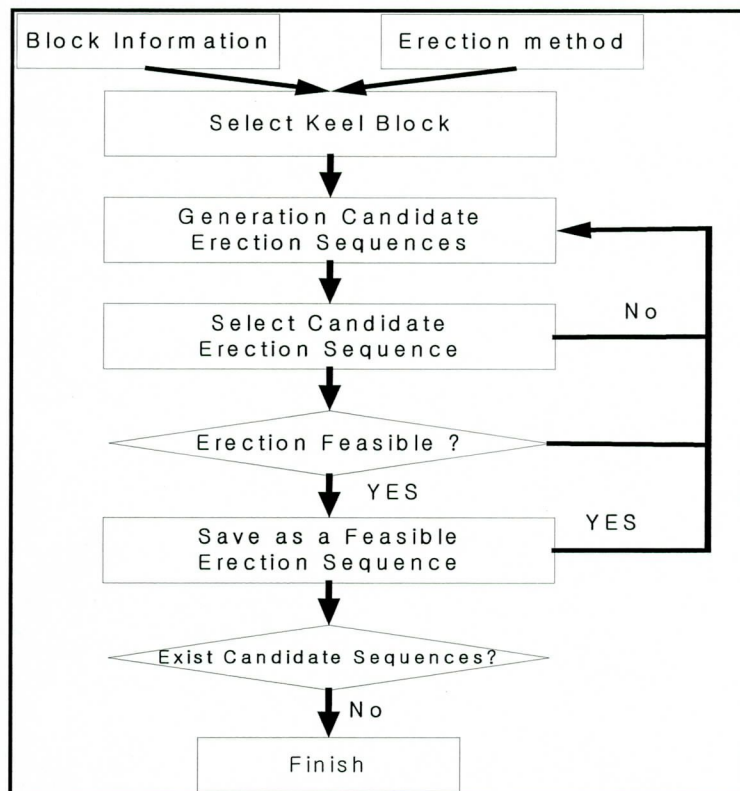 Block Information
Erection method
Select Keel Block
Generation Candidate
Erection Sequences
No
Select Candidate
Erection Sequence
Erection Feasible ?
YES
YES
Save as a Feasible
Erection Sequence
Exist Candidate Sequences?
No
Finish